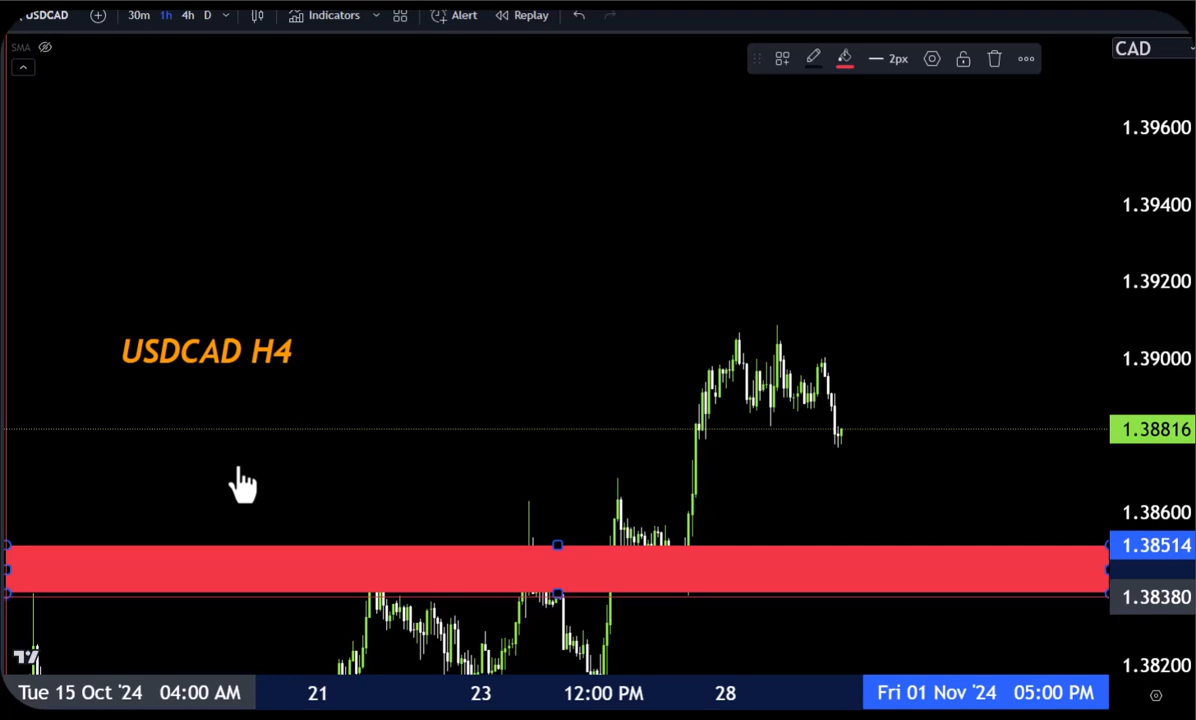 USDCAD 30m 1h 4h D Indicators Alert Replay
SMA
2px
CAD
1.39600
1.39400
1.39200
USDCAD H4
1.39000
1.38816
1.38600
1.38514
1.38380
1.38200
Tue 15 Oct '24 04:00 AM 21 23 12:00 PM 28 Fri 01 Nov '24 05:00 PM